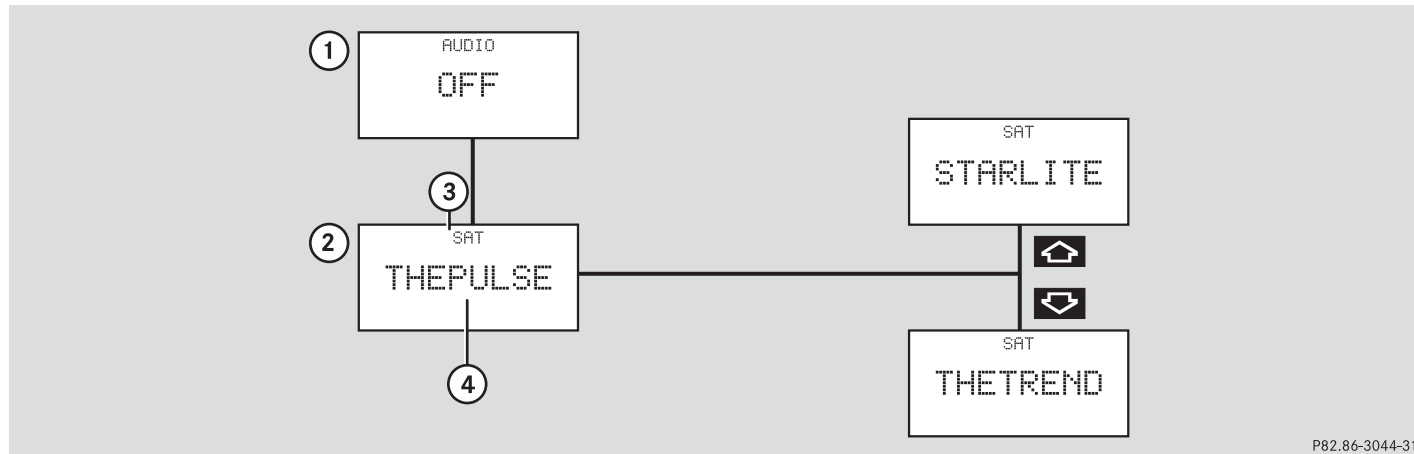 1
AUDIO
OFF
3
2
SAT
THEPULSE
4
SAT
STARLITE
SAT
THETREND
P82.86-3044-31